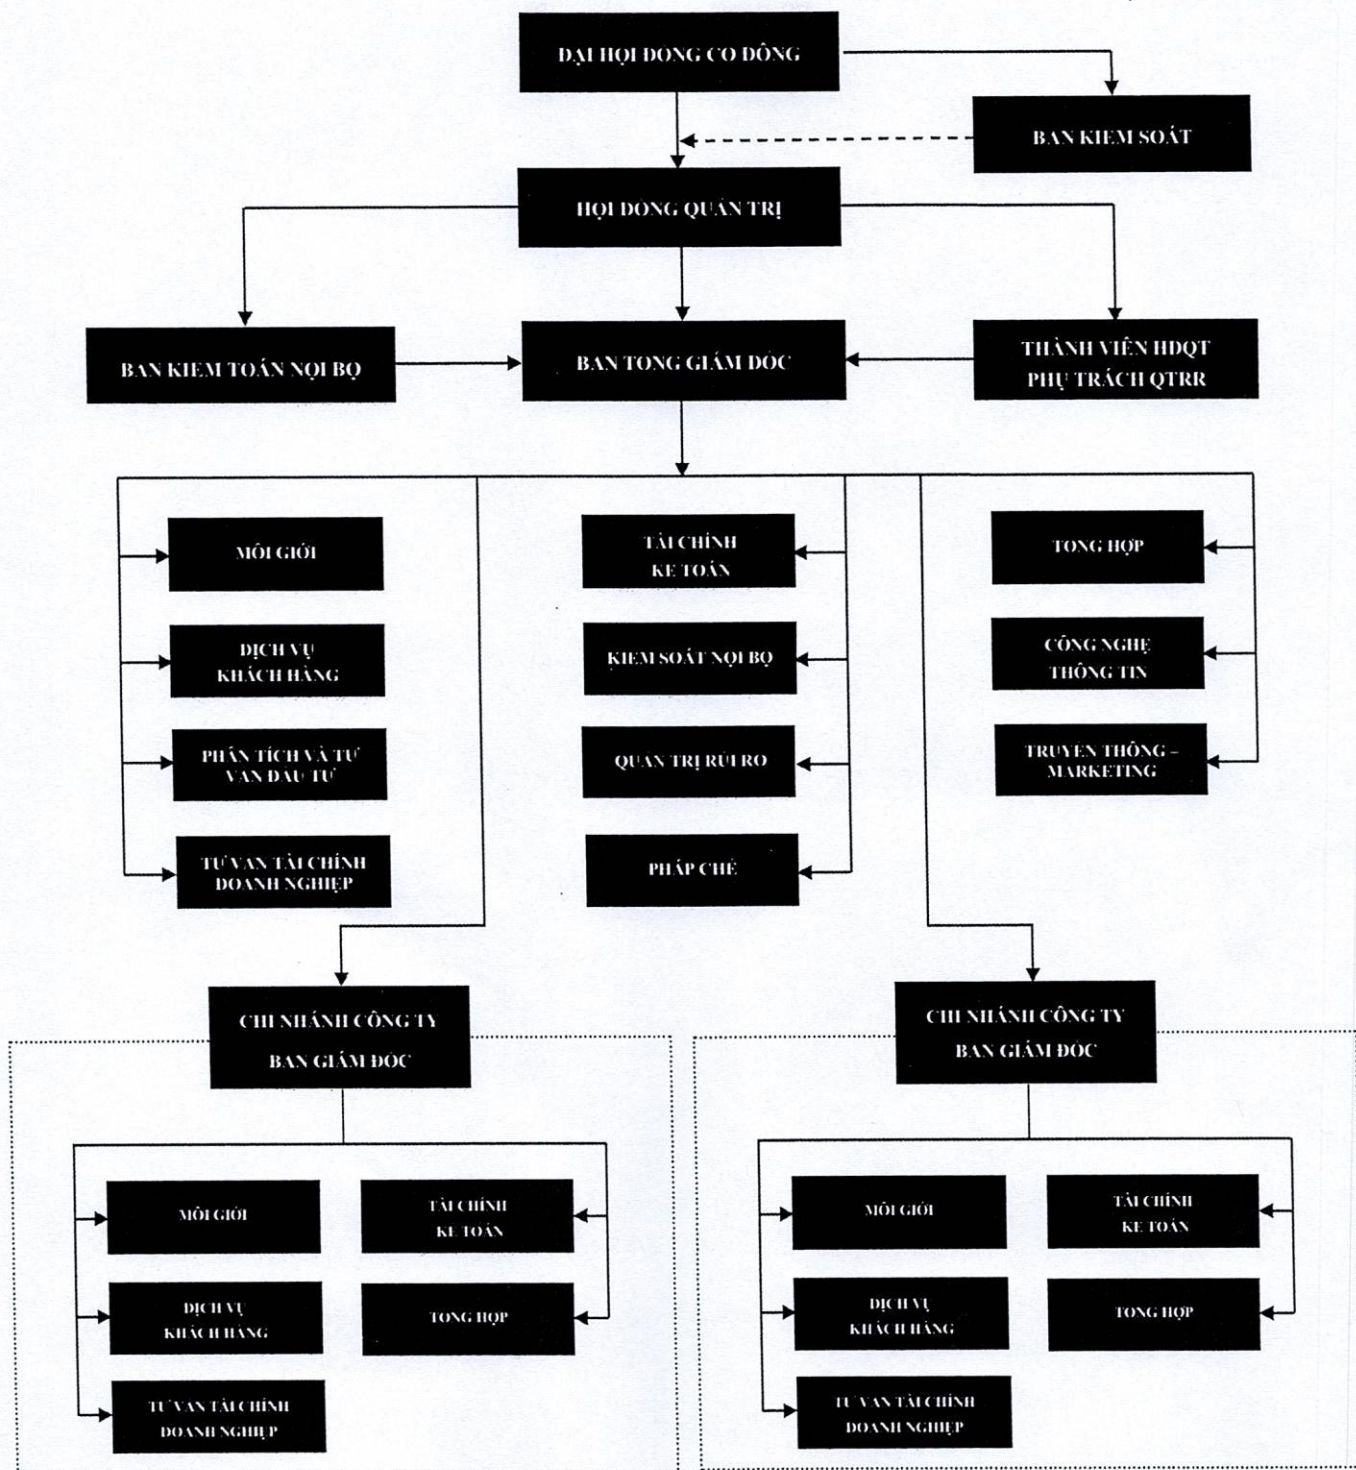 ĐẠI HỘI ĐỒNG CỔ ĐÔNG
BAN KIỂM SOÁT
HỘI ĐỒNG QUẢN TRỊ
BAN KIỂM TOÁN NỘI BỘ
BAN TỔNG GIÁM ĐỐC
THÀNH VIÊN HĐQT
PHỤ TRÁCH QTRR
MÔI GIỚI
TÀI CHÍNH
KẾ TOÁN
TỔNG HỢP
DỊCH VỤ
KHÁCH HÀNG
KIỂM SOÁT NỘI BỘ
CÔNG NGHỆ
THÔNG TIN
PHÂN TÍCH VÀ TƯ
VẤN ĐẦU TƯ
QUẢN TRỊ RỦI RO
TRUYỀN THÔNG –
MARKETING
TƯ VẤN TÀI CHÍNH
DOANH NGHIỆP
PHÁP CHẾ
CHI NHÁNH CÔNG TY
BAN GIÁM ĐỐC
CHI NHÁNH CÔNG TY
BAN GIÁM ĐỐC
MÔI GIỚI
TÀI CHÍNH
KẾ TOÁN
DỊCH VỤ
KHÁCH HÀNG
TỔNG HỢP
TƯ VẤN TÀI CHÍNH
DOANH NGHIỆP
MÔI GIỚI
TÀI CHÍNH
KẾ TOÁN
DỊCH VỤ
KHÁCH HÀNG
TỔNG HỢP
TƯ VẤN TÀI CHÍNH
DOANH NGHIỆP